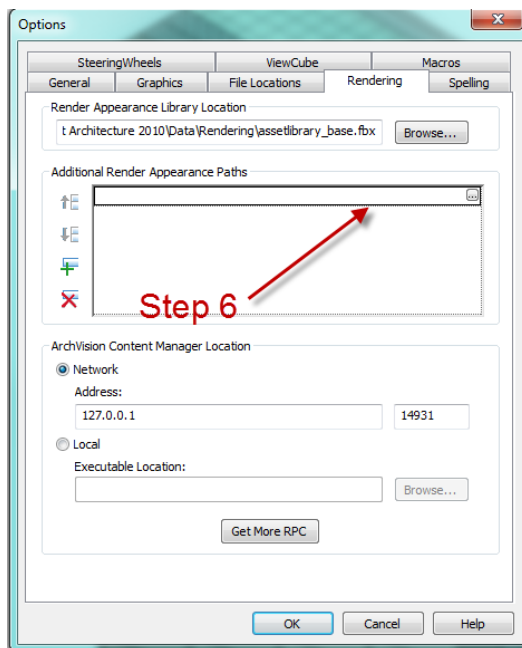 Options
SteeringWheels ViewCube Macros
General Graphics File Locations Rendering Spelling
Render Appearance Library Location
t Architecture 2010\Data\Rendering\assetlibrary_base.fbx Browse...
Additional Render Appearance Paths
...
Step 6
ArchVision Content Manager Location
Network
Address:
127.0.0.1 14931
Local
Executable Location:
Browse...
Get More RPC
OK Cancel Help